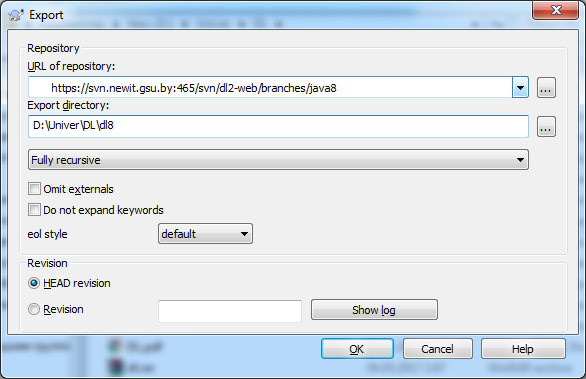 Export
Repository
URL of repository:
https://svn.newit.gsu.by:465/svn/dl2-web/branches/java8
...
Export directory:
D:\Univer\DL\dl8
...
Fully recursive
Omit externals
Do not expand keywords
eol style
default
Revision
HEAD revision
Revision
Show log
OK
Cancel
Help